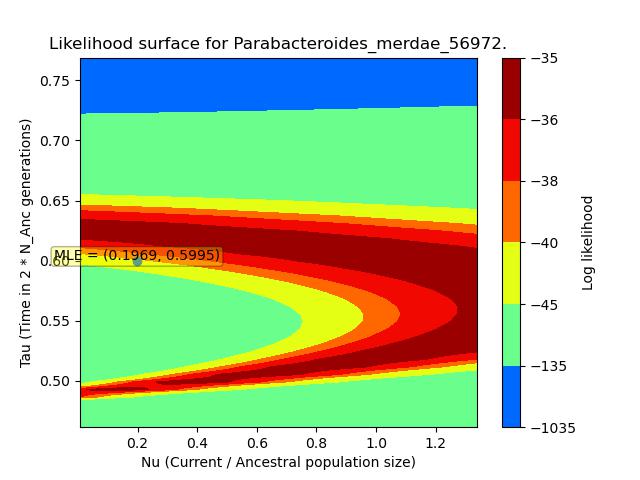 Likelihood surface for Parabacteroides_merdae_56972.
Tau (Time in 2 * N_Anc generations)
0.75
0.70
0.65
0.60
0.55
0.50
MLE = (0.1969, 0.5995)
0.2 0.4 0.6 0.8 1.0 1.2
Nu (Current / Ancestral population size)
−35
−36
−38
−40
−45
−135
−1035
Log likelihood